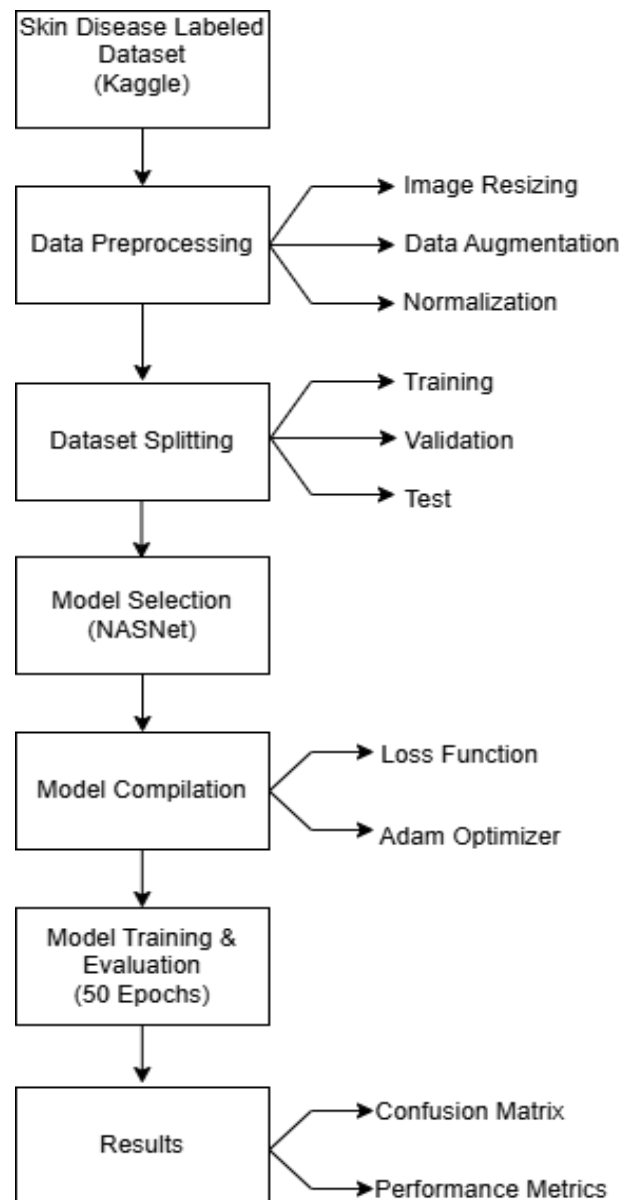 Skin Disease Labeled
Dataset
(Kaggle)
Data Preprocessing
Image Resizing
Data Augmentation
Normalization
Dataset Splitting
Training
Validation
Test
Model Selection
(NASNet)
Model Compilation
Loss Function
Adam Optimizer
Model Training &
Evaluation
(50 Epochs)
Results
Confusion Matrix
Performance Metrics